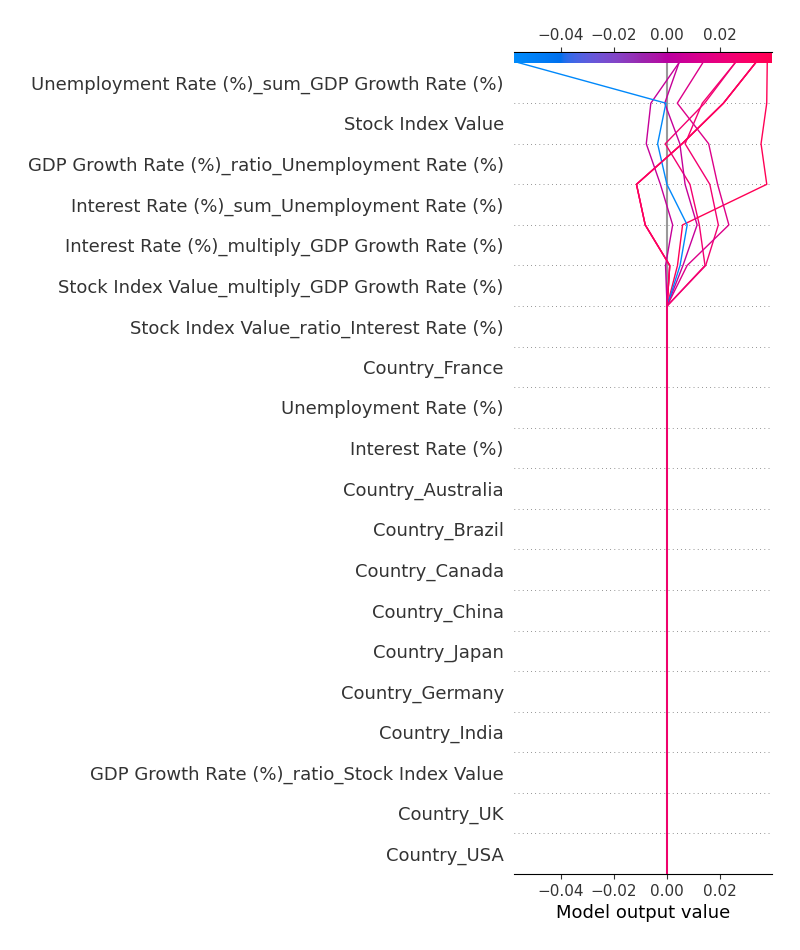 −0.04 −0.02 0.00 0.02
Unemployment Rate (%)_sum_GDP Growth Rate (%)
Stock Index Value
GDP Growth Rate (%)_ratio_Unemployment Rate (%)
Interest Rate (%)_sum_Unemployment Rate (%)
Interest Rate (%)_multiply_GDP Growth Rate (%)
Stock Index Value_multiply_GDP Growth Rate (%)
Stock Index Value_ratio_Interest Rate (%)
Country_France
Unemployment Rate (%)
Interest Rate (%)
Country_Australia
Country_Brazil
Country_Canada
Country_China
Country_Japan
Country_Germany
Country_India
GDP Growth Rate (%)_ratio_Stock Index Value
Country_UK
Country_USA
−0.04 −0.02 0.00 0.02
Model output value